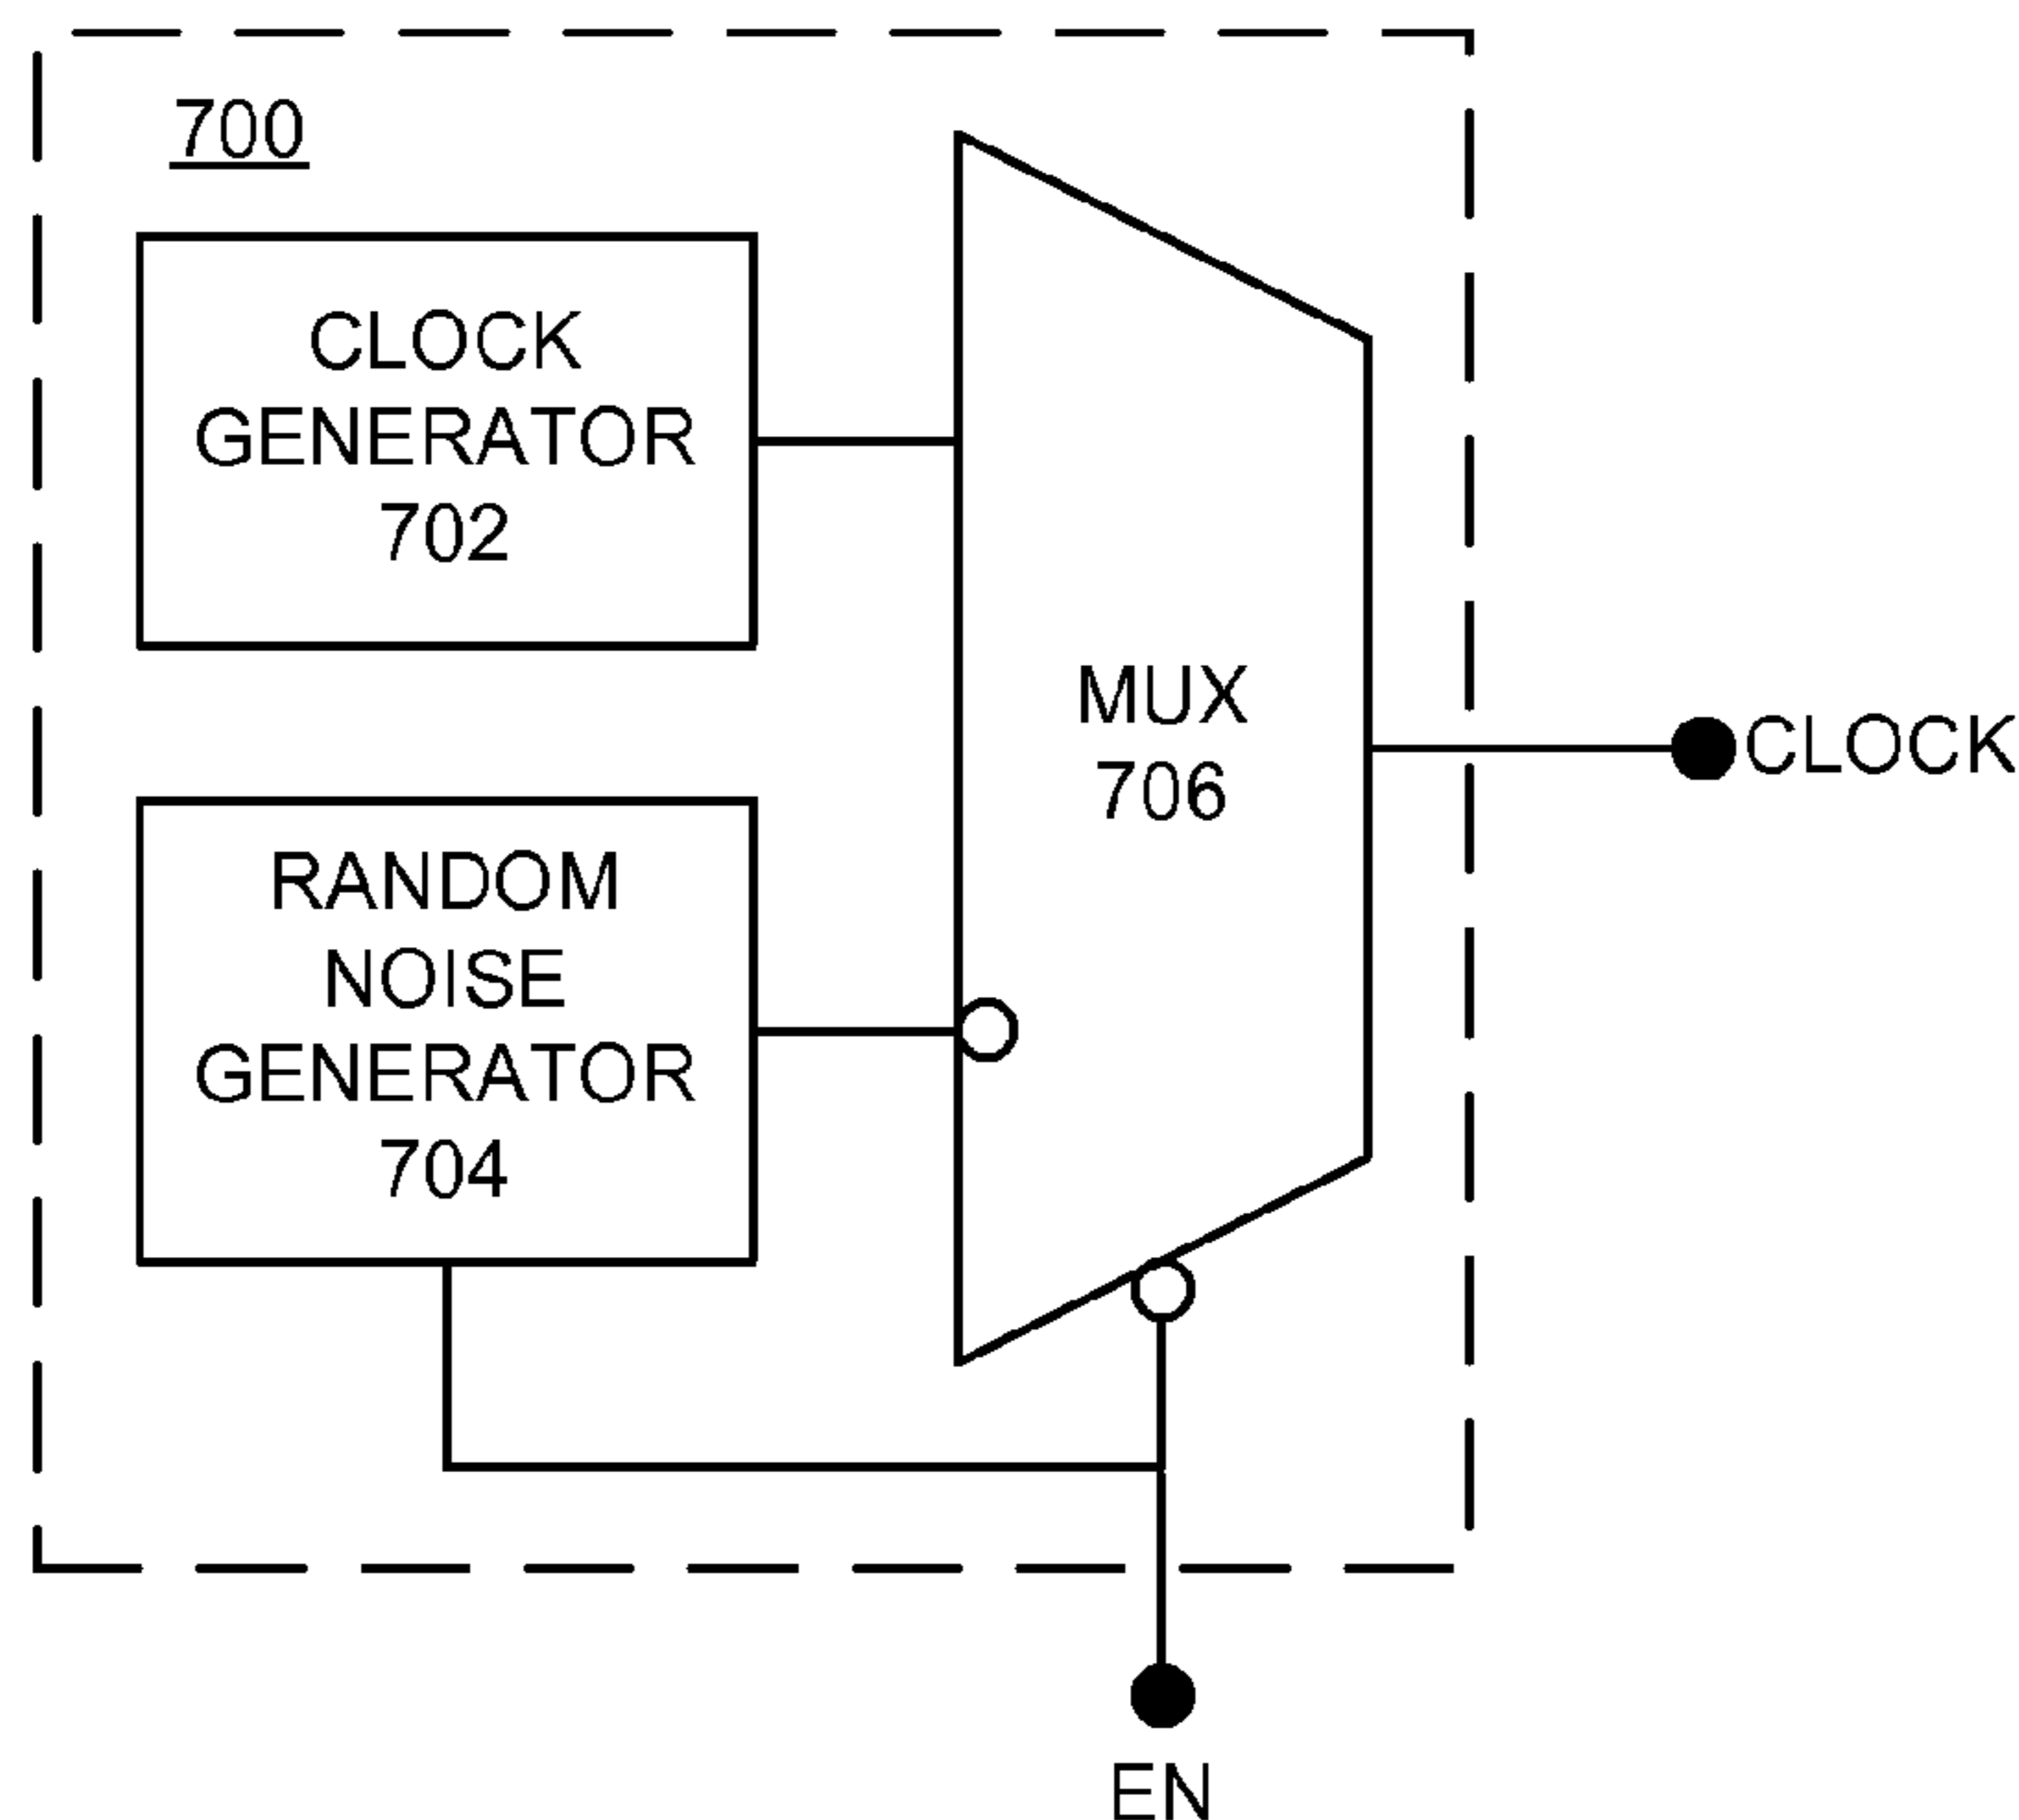 700
CLOCK
GENERATOR
702
MUX
706
CLOCK
RANDOM
NOISE
GENERATOR
704
EN